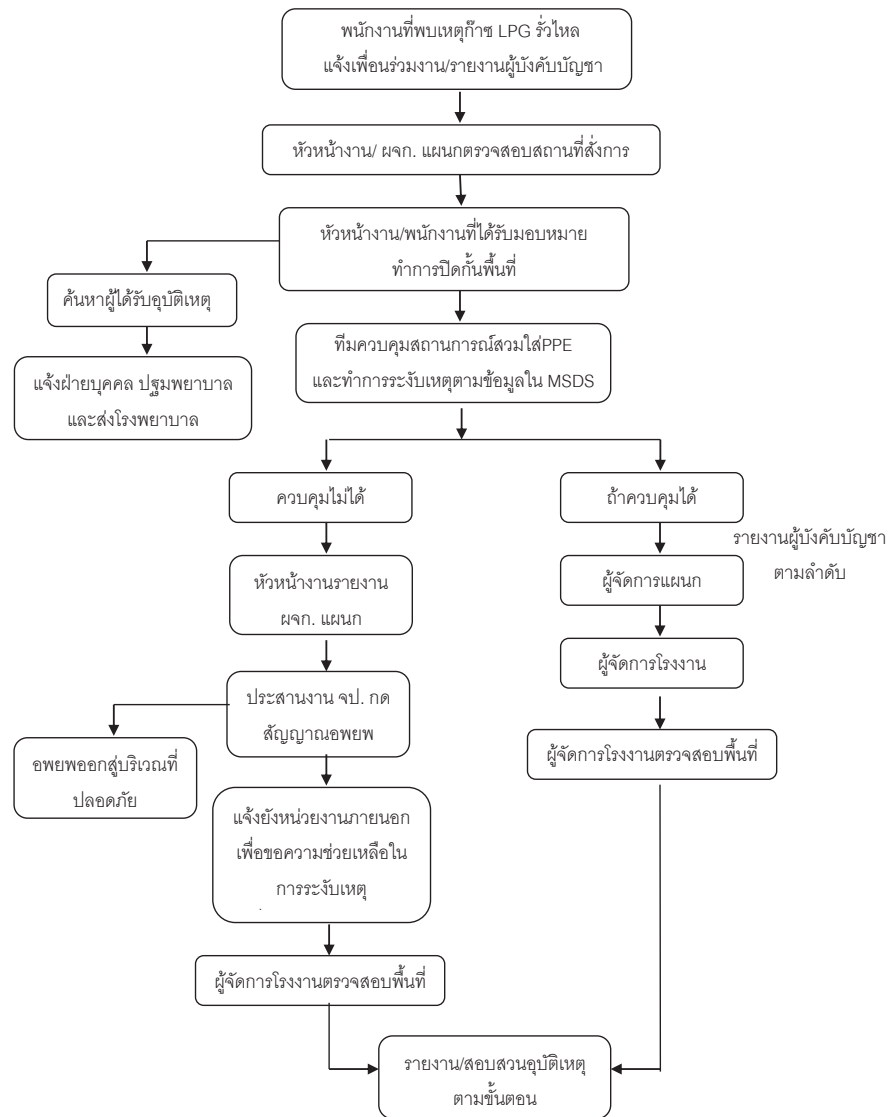 พนักงานที่พบเหตุก๊าซ LPG รั่วไหล
แจ้งเพื่อนร่วมงาน/รายงานผู้บังคับบัญชา
หัวหน้างาน/ ผจก. แผนกตรวจสอบสถานที่สั่งการ
หัวหน้างาน/พนักงานที่ได้รับมอบหมาย
ทำการปิดกั้นพื้นที่
ค้นหาผู้ได้รับอุบัติเหตุ
แจ้งฝ่ายบุคคล ปฐมพยาบาล
และส่งโรงพยาบาล
ทีมควบคุมสถานการณ์สวมใส่PPE
และทำการระงับเหตุตามข้อมูลใน MSDS
ควบคุมไม่ได้
หัวหน้างานรายงาน
ผจก. แผนก
ประสานงาน จป. กด
สัญญาณอพยพ
อพยพออกสู่บริเวณที่
ปลอดภัย
แจ้งยังหน่วยงานภายนอก
เพื่อขอความช่วยเหลือใน
การระงับเหตุ
ผู้จัดการโรงงานตรวจสอบพื้นที่
ถ้าควบคุมได้
รายงานผู้บังคับบัญชา
ตามลำดับ
ผู้จัดการแผนก
ผู้จัดการโรงงาน
ผู้จัดการโรงงานตรวจสอบพื้นที่
รายงาน/สอบสวนอุบัติเหตุ
ตามขั้นตอน